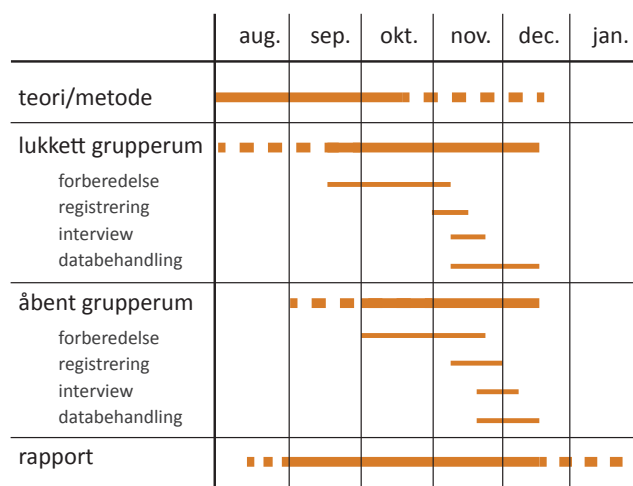 aug. sep. okt. nov. dec. jan.
teori/metode
lukkett grupperum
forberedelse
registrering
interview
databehandling
åbent grupperum
forberedelse
registrering
interview
databehandling
rapport